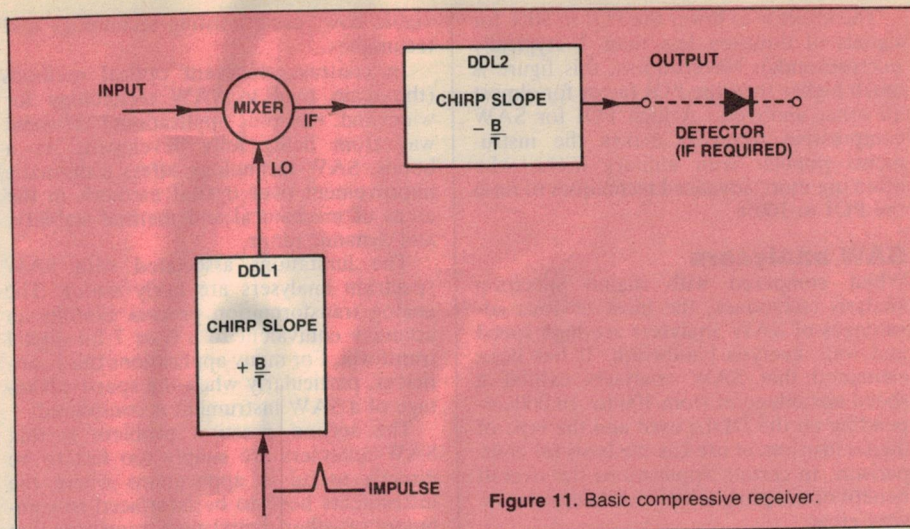 DDL2
CHIRP SLOPE
− B/T
OUTPUT
INPUT
MIXER
IF
DETECTOR
(IF REQUIRED)
LO
DDL1
CHIRP SLOPE
+ B/T
IMPULSE
Figure 11. Basic compressive receiver.